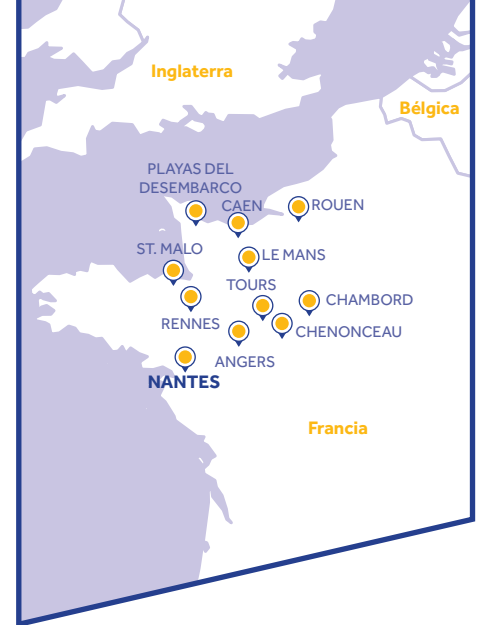 Inglaterra
Bélgica
PLAYAS DEL
DESEMBARCO
CAEN
ROUEN
ST. MALO
LE MANS
TOURS
CHAMBORD
RENNES
CHENONCEAU
ANGERS
NANTES
Francia